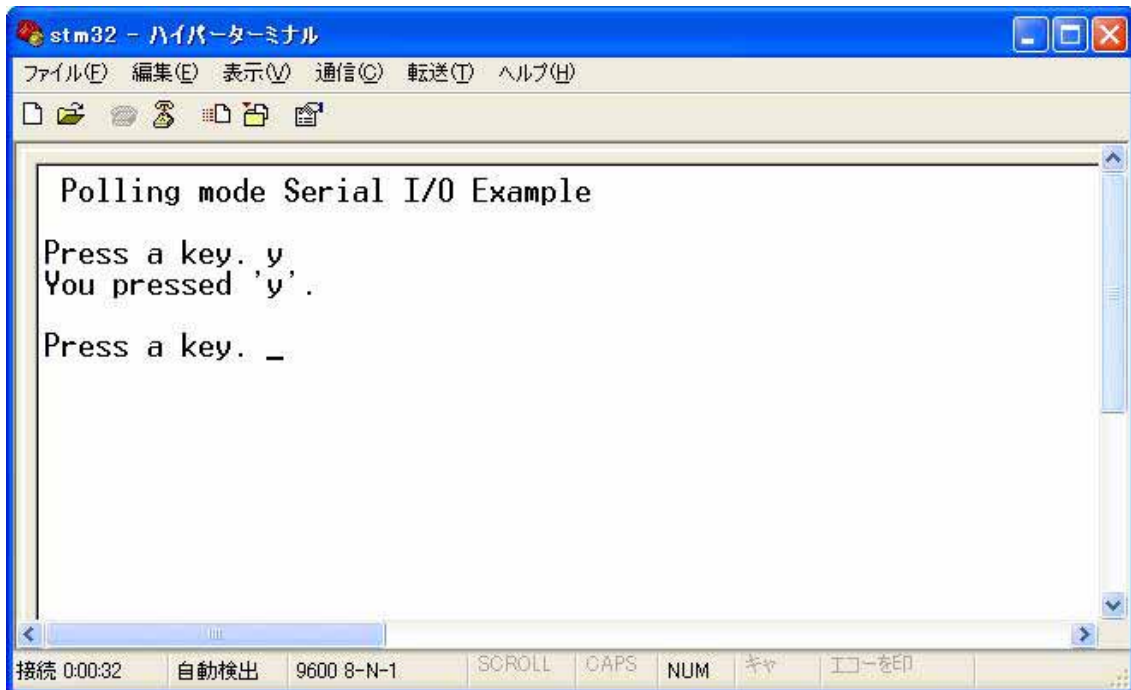 stm32 - ハイパーターミナル
ファイル(F) 編集(E) 表示(V) 通信(C) 転送(T) ヘルプ(H)
Polling mode Serial I/O Example
Press a key. y
You pressed 'y'.
Press a key. _
接続 0:00:32 自動検出 9600 8-N-1 SCROLL CAPS NUM キャ エコーを印